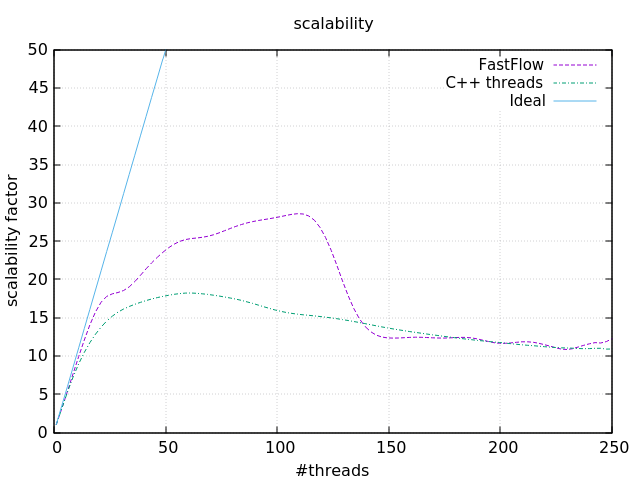 scalability
50
45
40
35
30
25
20
15
10
5
0
scalability factor
FastFlow
C++ threads
Ideal
0 50 100 150 200 250
#threads